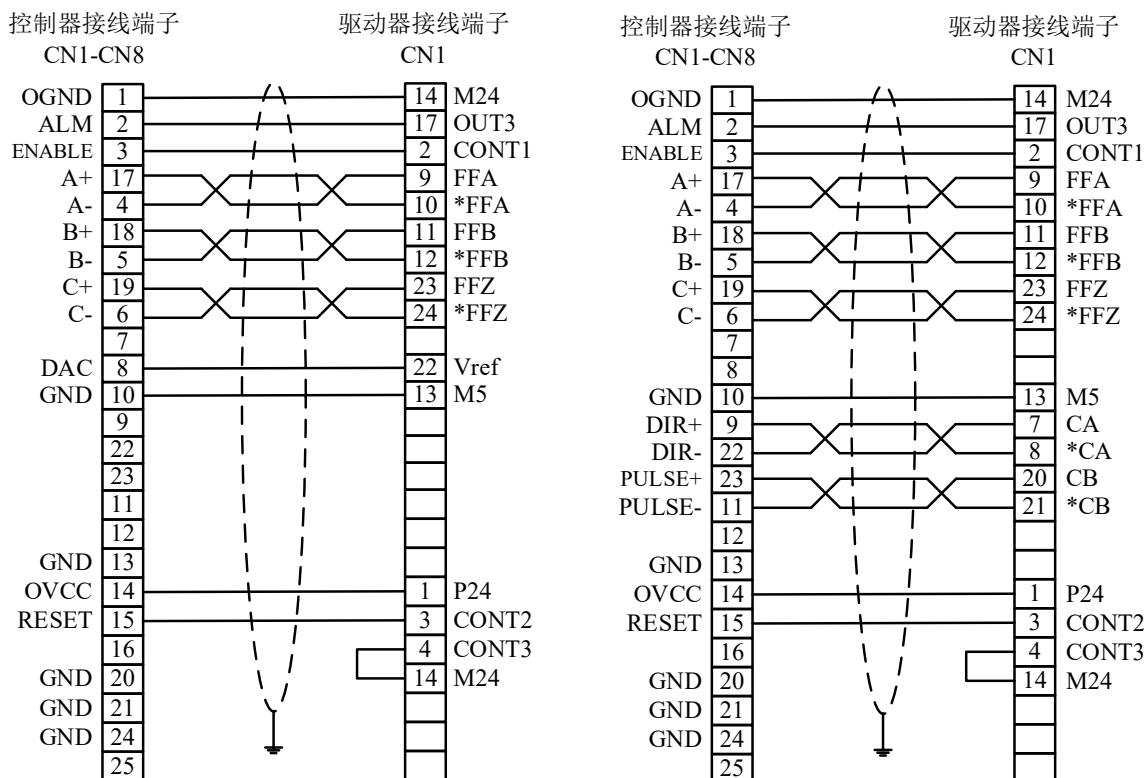 控制器接线端子 驱动器接线端子
CN1-CN8 CN1
OGND 1 14 M24
ALM 2 17 OUT3
ENABLE 3 2 CONT1
A+ 17 9 FFA
A- 4 10 *FFA
B+ 18 11 FFB
B- 5 12 *FFB
C+ 19 23 FFZ
C- 6 24 *FFZ
7
DAC 8 22 Vref
GND 10 13 M5
9
22
23
11
12
GND 13
OVCC 14 1 P24
RESET 15 3 CONT2
16 4 CONT3
GND 20 14 M24
GND 21
GND 24
25
控制器接线端子 驱动器接线端子
CN1-CN8 CN1
OGND 1 14 M24
ALM 2 17 OUT3
ENABLE 3 2 CONT1
A+ 17 9 FFA
A- 4 10 *FFA
B+ 18 11 FFB
B- 5 12 *FFB
C+ 19 23 FFZ
C- 6 24 *FFZ
7
8
GND 10 13 M5
DIR+ 9 7 CA
DIR- 22 8 *CA
PULSE+ 23 20 CB
PULSE- 11 21 *CB
12
GND 13
OVCC 14 1 P24
RESET 15 3 CONT2
16 4 CONT3
GND 20 14 M24
GND 21
GND 24
25